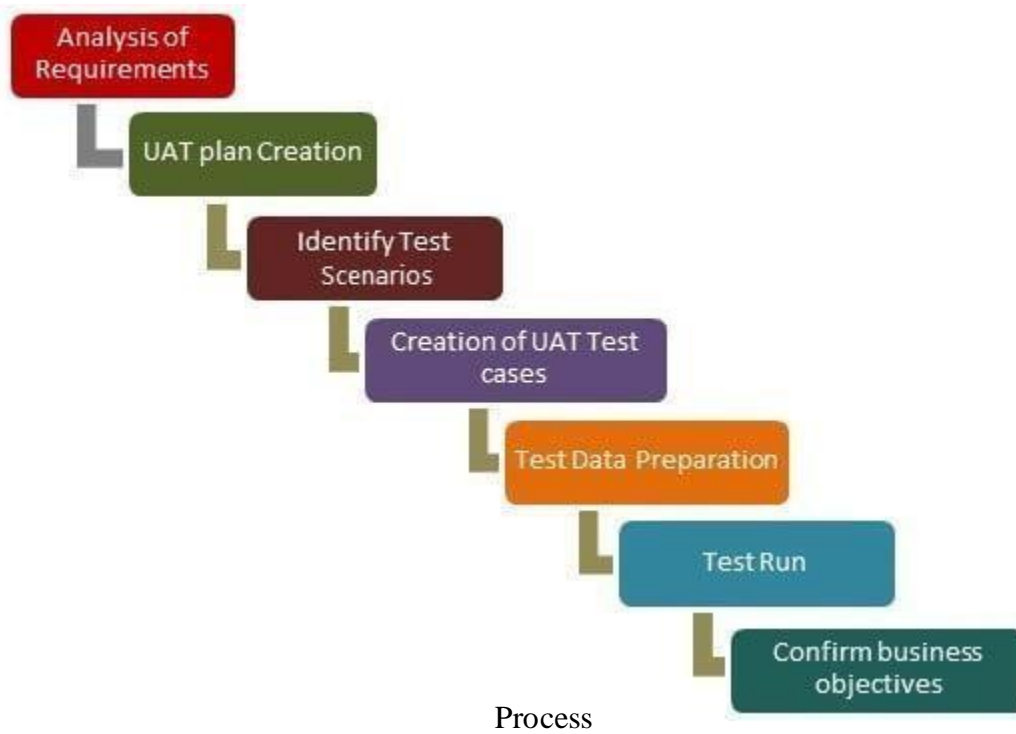 Analysis of
Requirements
UAT plan Creation
Identify Test
Scenarios
Creation of UAT Test
cases
Test Data Preparation
Test Run
Confirm business
objectives
Process